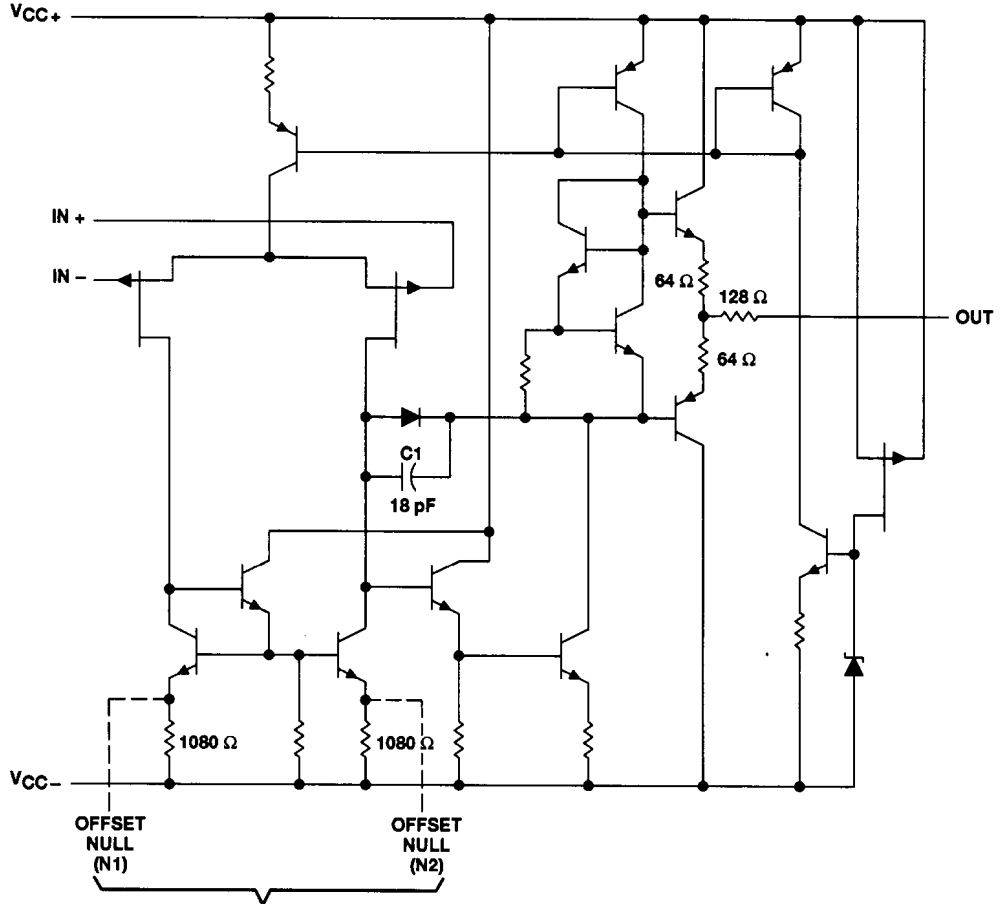 VCC+
IN +
IN –
64 Ω
128 Ω
OUT
64 Ω
C1
18 pF
1080 Ω
1080 Ω
VCC–
OFFSET
NULL
(N1)
OFFSET
NULL
(N2)